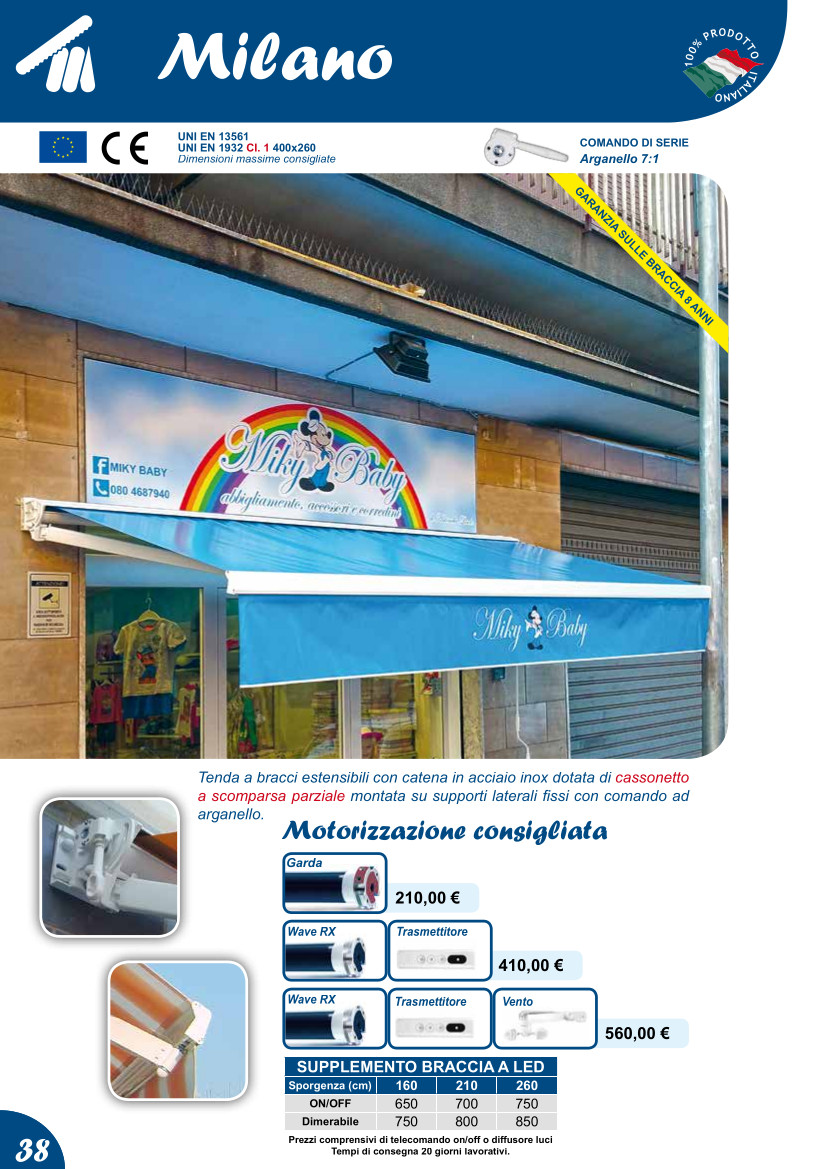 Milano
100% PRODOTTO ITALIANO
UNI EN 13561
UNI EN 1932 Cl. 1 400x260
Dimensioni massime consigliate
COMANDO DI SERIE
Arganello 7:1
GARANZIA SULLE BRACCIA 8 ANNI
Miky Baby
MIKY BABY
080 4687940
abbigliamento, accessori e corredini
Miky Baby
Tenda a bracci estensibili con catena in acciaio inox dotata di cassonetto
a scomparsa parziale montata su supporti laterali fissi con comando ad
arganello.
Motorizzazione consigliata
Garda
210,00 €
Wave RX
Trasmettitore
410,00 €
Wave RX
Trasmettitore
Vento
560,00 €
SUPPLEMENTO BRACCIA A LED
Sporgenza (cm) 160 210 260
ON/OFF 650 700 750
Dimerabile 750 800 850
Prezzi comprensivi di telecomando on/off o diffusore luci
Tempi di consegna 20 giorni lavorativi.
38